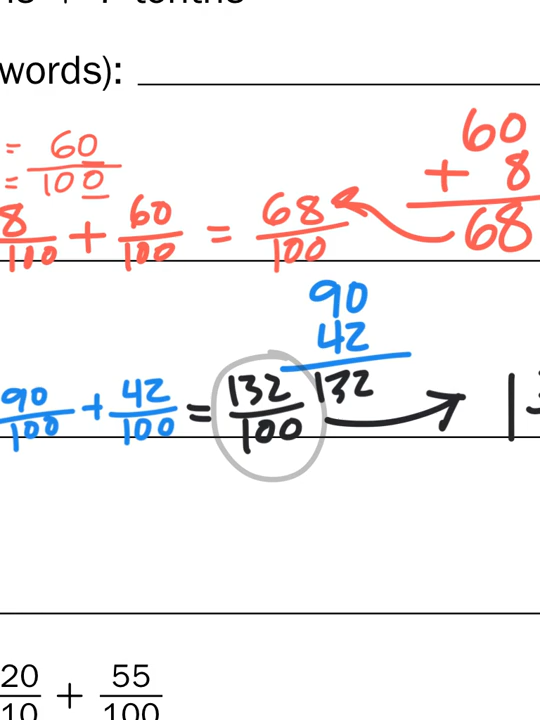 words):
= 60/100
60
+ 8
68
8/100 + 60/100 = 68/100
90
42
132
90/100 + 42/100 = 132/100
20/10 + 55/100